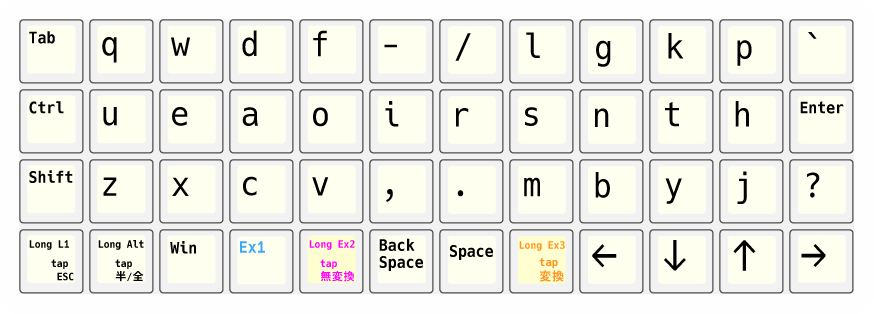 Tab q w d f - / l g k p `
Ctrl u e a o i r s n t h Enter
Shift z x c v , . m b y j ?
Long L1 Long Alt Win Ex1 Long Ex2 Back Space Long Ex3 ← ↓ ↑ →
tap tap tap Space tap
ESC 半/全 無変換 変換